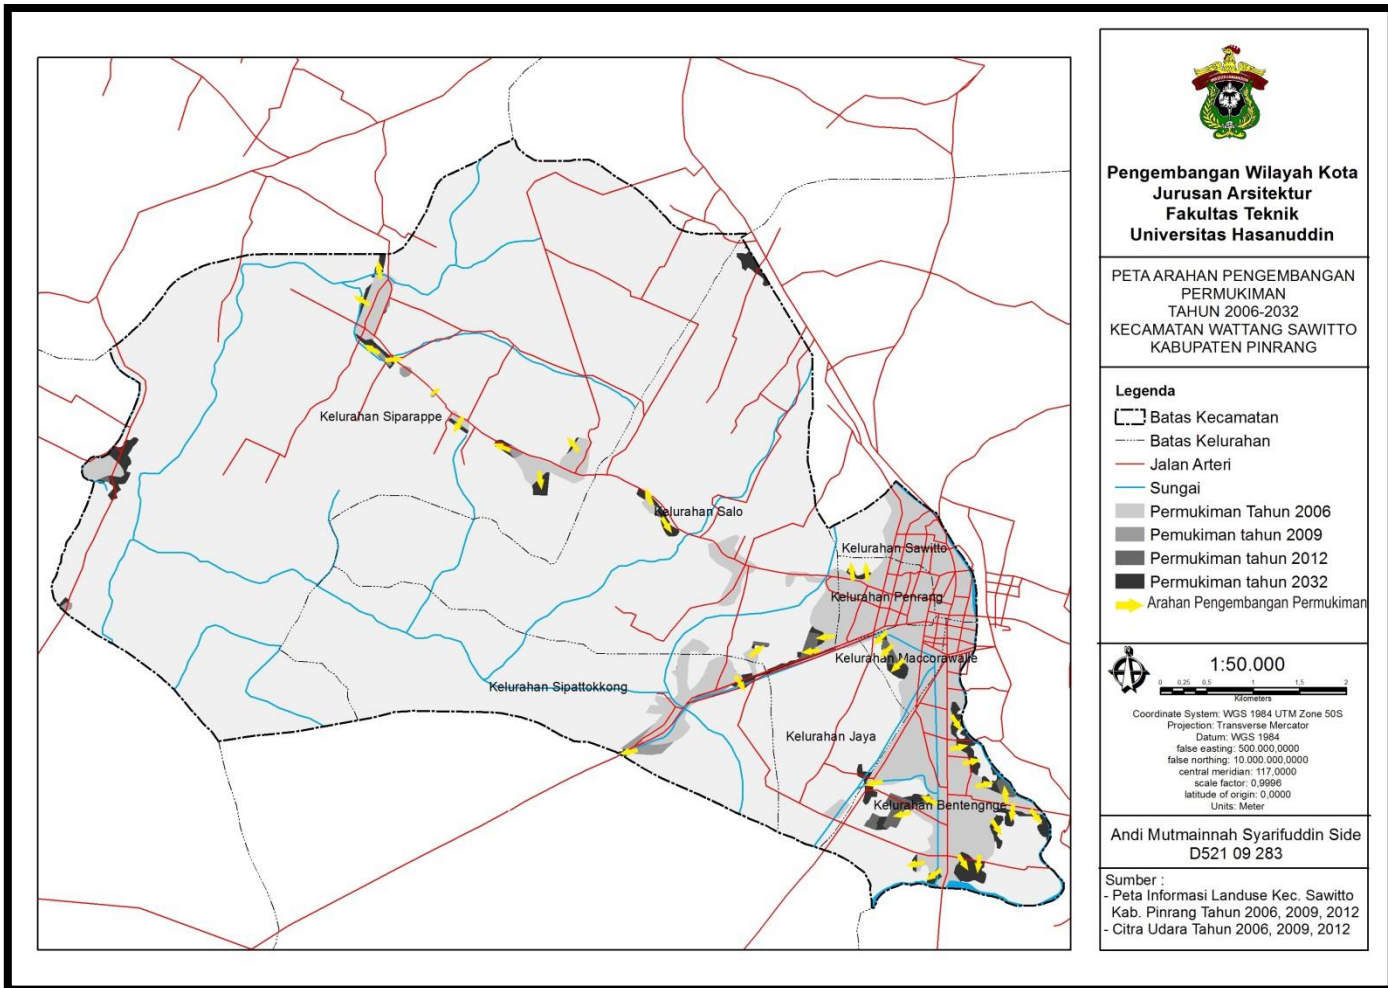 Kelurahan Siparappe
Kelurahan Salo
Kelurahan Sawitto
Kelurahan Penrang
Kelurahan Maccorawalie
Kelurahan Sipattokkong
Kelurahan Jaya
Kelurahan Bentengnge
Pengembangan Wilayah Kota
Jurusan Arsitektur
Fakultas Teknik
Universitas Hasanuddin
PETA ARAHAN PENGEMBANGAN
PERMUKIMAN
TAHUN 2006-2032
KECAMATAN WATTANG SAWITTO
KABUPATEN PINRANG
Legenda
Batas Kecamatan
Batas Kelurahan
Jalan Arteri
Sungai
Permukiman Tahun 2006
Pemukiman tahun 2009
Permukiman tahun 2012
Permukiman tahun 2032
Arahan Pengembangan Permukiman
1:50.000
0 0,25 0,5 1 1,5 2
Kilometers
Coordinate System: WGS 1984 UTM Zone 50S
Projection: Transverse Mercator
Datum: WGS 1984
false easting: 500.000,0000
false northing: 10.000.000,0000
central meridian: 117,0000
scale factor: 0,9996
latitude of origin: 0,0000
Units: Meter
Andi Mutmainnah Syarifuddin Side
D521 09 283
Sumber :
- Peta Informasi Landuse Kec. Sawitto
Kab. Pinrang Tahun 2006, 2009, 2012
- Citra Udara Tahun 2006, 2009, 2012